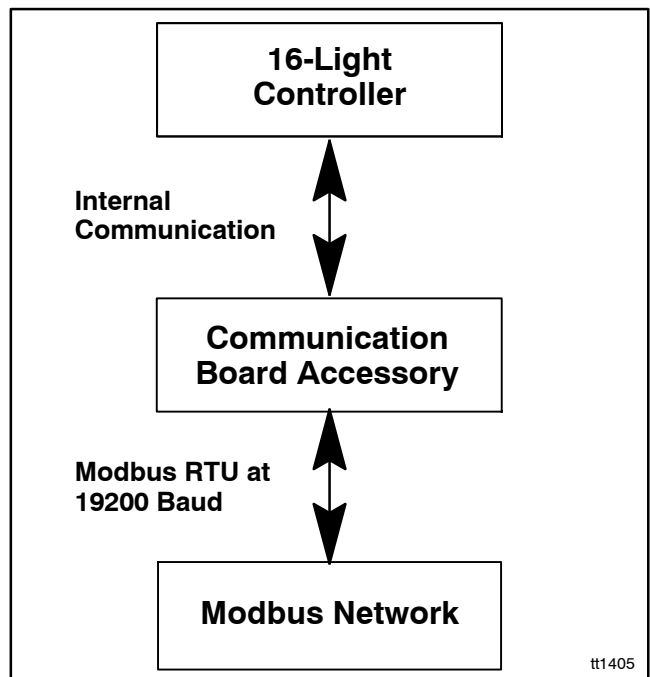 16-Light
Controller
Internal
Communication
Communication
Board Accessory
Modbus RTU at
19200 Baud
Modbus Network
tt1405